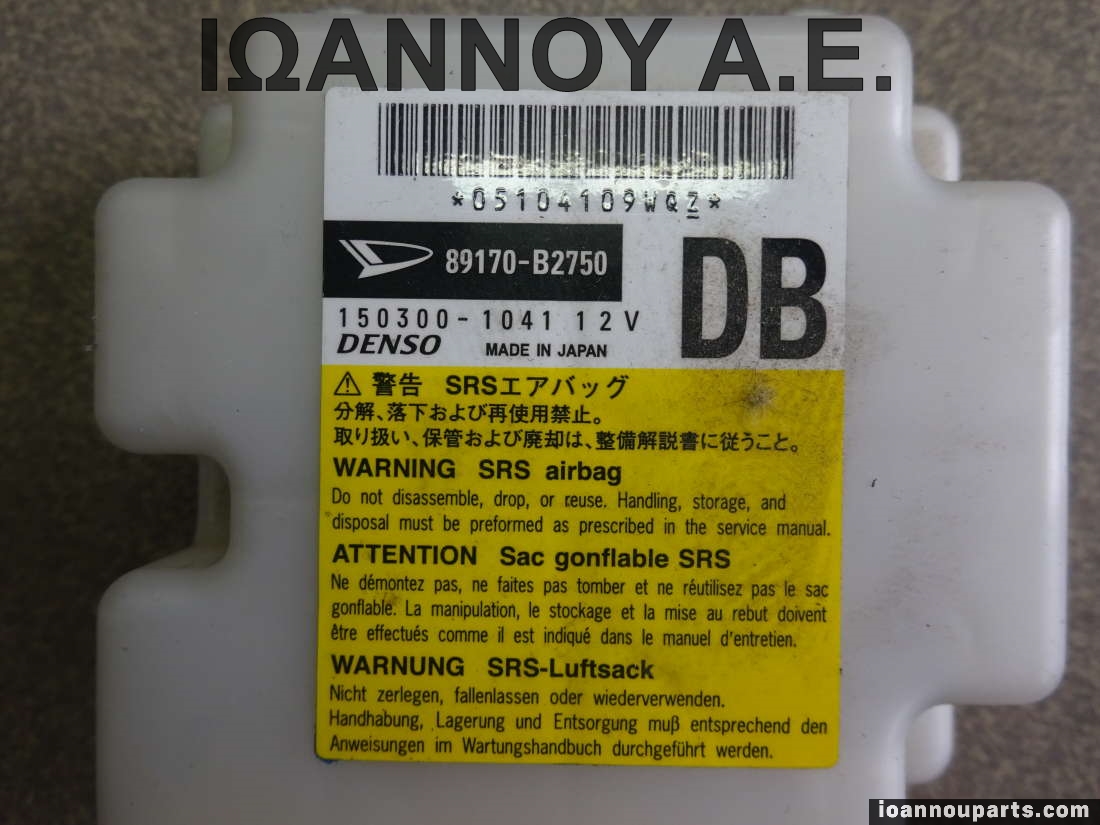 ΙΩΑΝΝΟΥ Α.Ε.
*05104109WQZ*
89170-B2750
DB
150300-1041 12V
DENSO MADE IN JAPAN
⚠ 警告 SRSエアバッグ
分解、落下および再使用禁止。
取り扱い、保管および廃却は、整備解説書に従うこと。
WARNING SRS airbag
Do not disassemble, drop, or reuse. Handling, storage, and
disposal must be preformed as prescribed in the service manual.
ATTENTION Sac gonflable SRS
Ne démontez pas, ne faites pas tomber et ne réutilisez pas le sac
gonflable. La manipulation, le stockage et la mise au rebut doivent
être effectués comme il est indiqué dans le manuel d'entretien.
WARNUNG SRS-Luftsack
Nicht zerlegen, fallenlassen oder wiederverwenden.
Handhabung, Lagerung und Entsorgung muß entsprechend den
Anweisungen im Wartungshandbuch durchgeführt werden.
ioannouparts.com